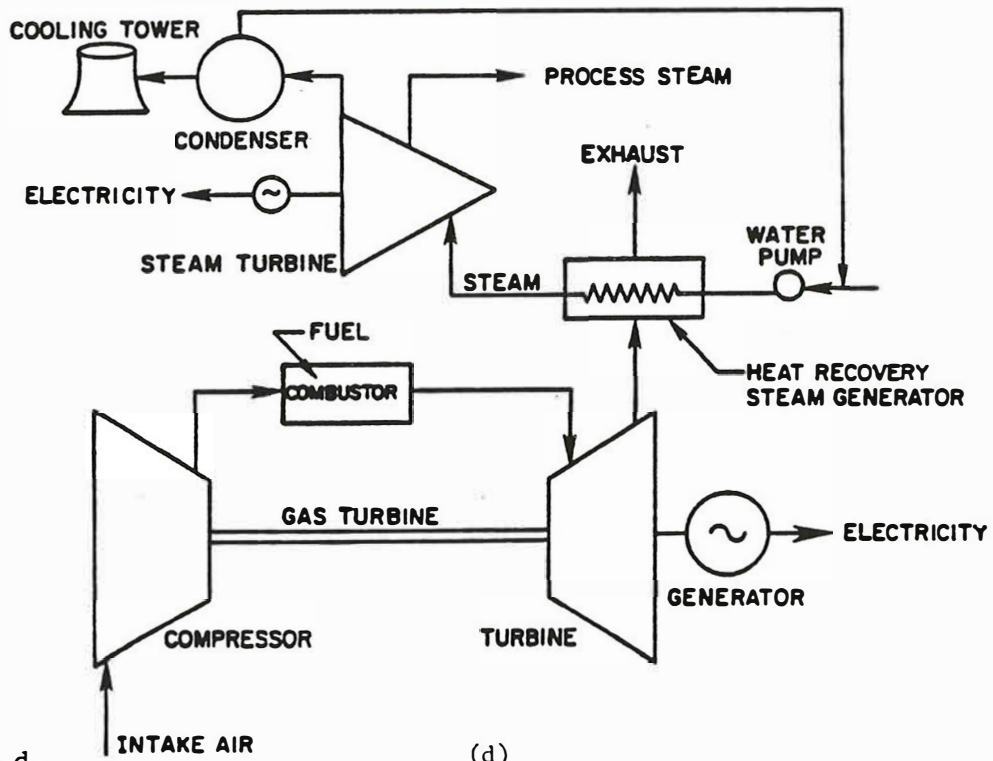 COOLING TOWER
PROCESS STEAM
CONDENSER
EXHAUST
ELECTRICITY
~
WATER
PUMP
STEAM TURBINE
STEAM
FUEL
COMBUSTOR
HEAT RECOVERY
STEAM GENERATOR
GAS TURBINE
~
ELECTRICITY
GENERATOR
COMPRESSOR
TURBINE
INTAKE AIR
d
(d)